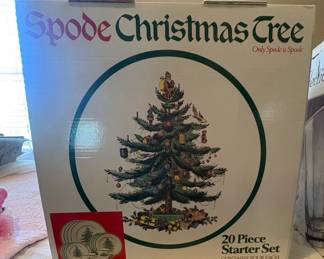 Spode Christmas Tree
Only Spode is Spode
20 Piece
Starter Set